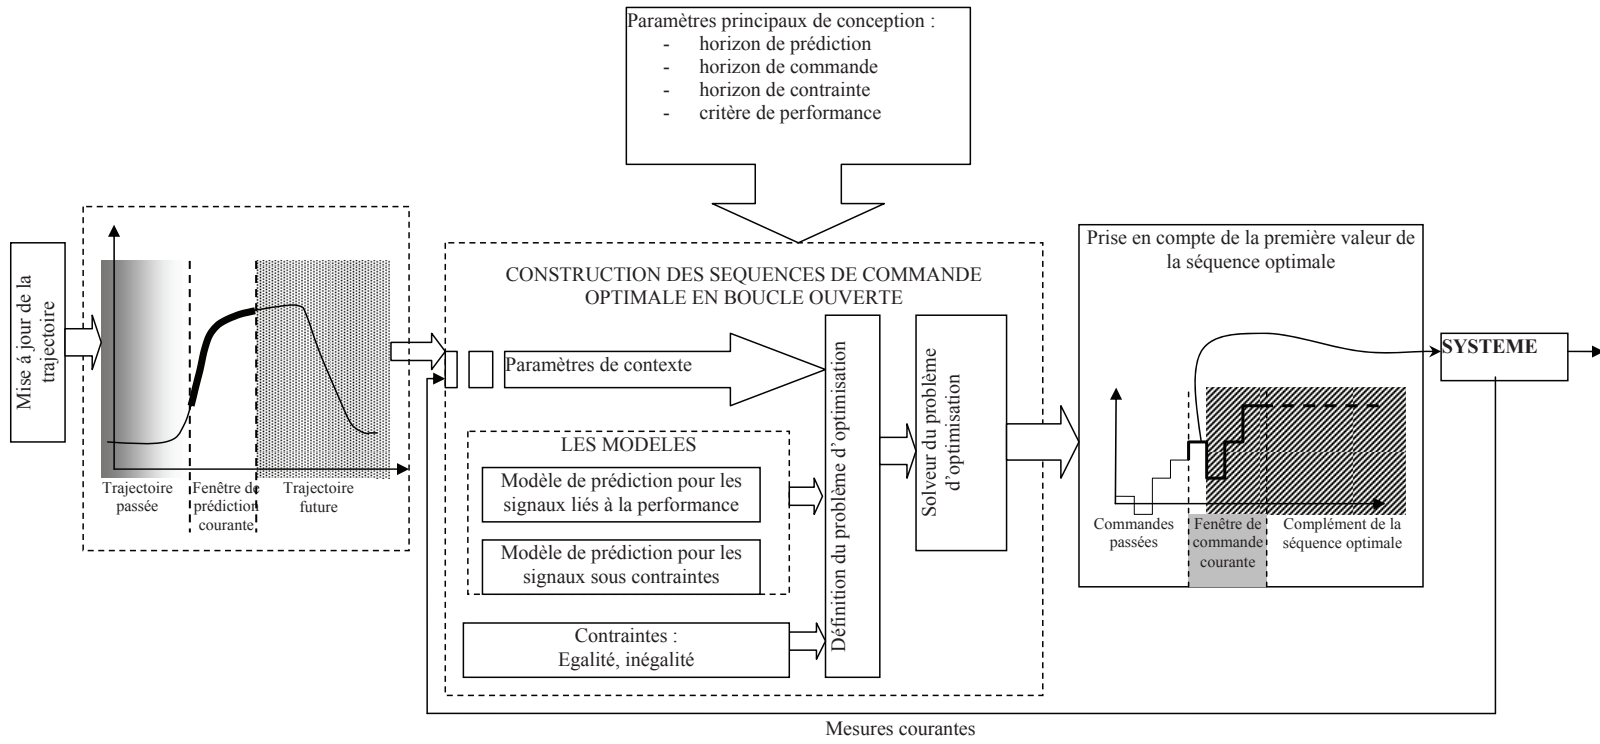 Paramètres principaux de conception :
- horizon de prédiction
- horizon de commande
- horizon de contrainte
- critère de performance
Mise á jour de la
trajectoire
Trajectoire
passée
Fenêtre de
prédiction
courante
Trajectoire
future
CONSTRUCTION DES SEQUENCES DE COMMANDE
OPTIMALE EN BOUCLE OUVERTE
Paramètres de contexte
LES MODELES
Modèle de prédiction pour les
signaux liés à la performance
Modèle de prédiction pour les
signaux sous contraintes
Contraintes :
Egalité, inégalité
Définition du problème d'optimisation
Solveur du problème
d'optimisation
Prise en compte de la première valeur de
la séquence optimale
Commandes
passées
Fenêtre de
commande
courante
Complément de la
séquence optimale
SYSTEME
Mesures courantes